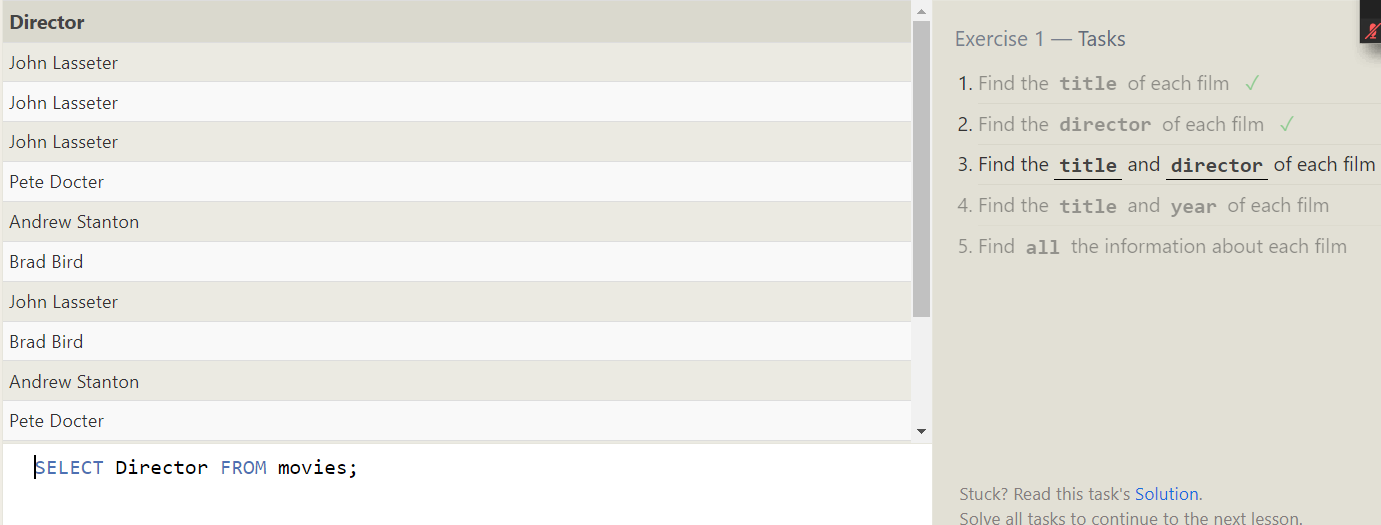 Director
John Lasseter
John Lasseter
John Lasseter
Pete Docter
Andrew Stanton
Brad Bird
John Lasseter
Brad Bird
Andrew Stanton
Pete Docter
SELECT Director FROM movies;
Exercise 1 — Tasks
1. Find the title of each film ✓
2. Find the director of each film ✓
3. Find the title and director of each film
4. Find the title and year of each film
5. Find all the information about each film
Stuck? Read this task's Solution.
Solve all tasks to continue to the next lesson.